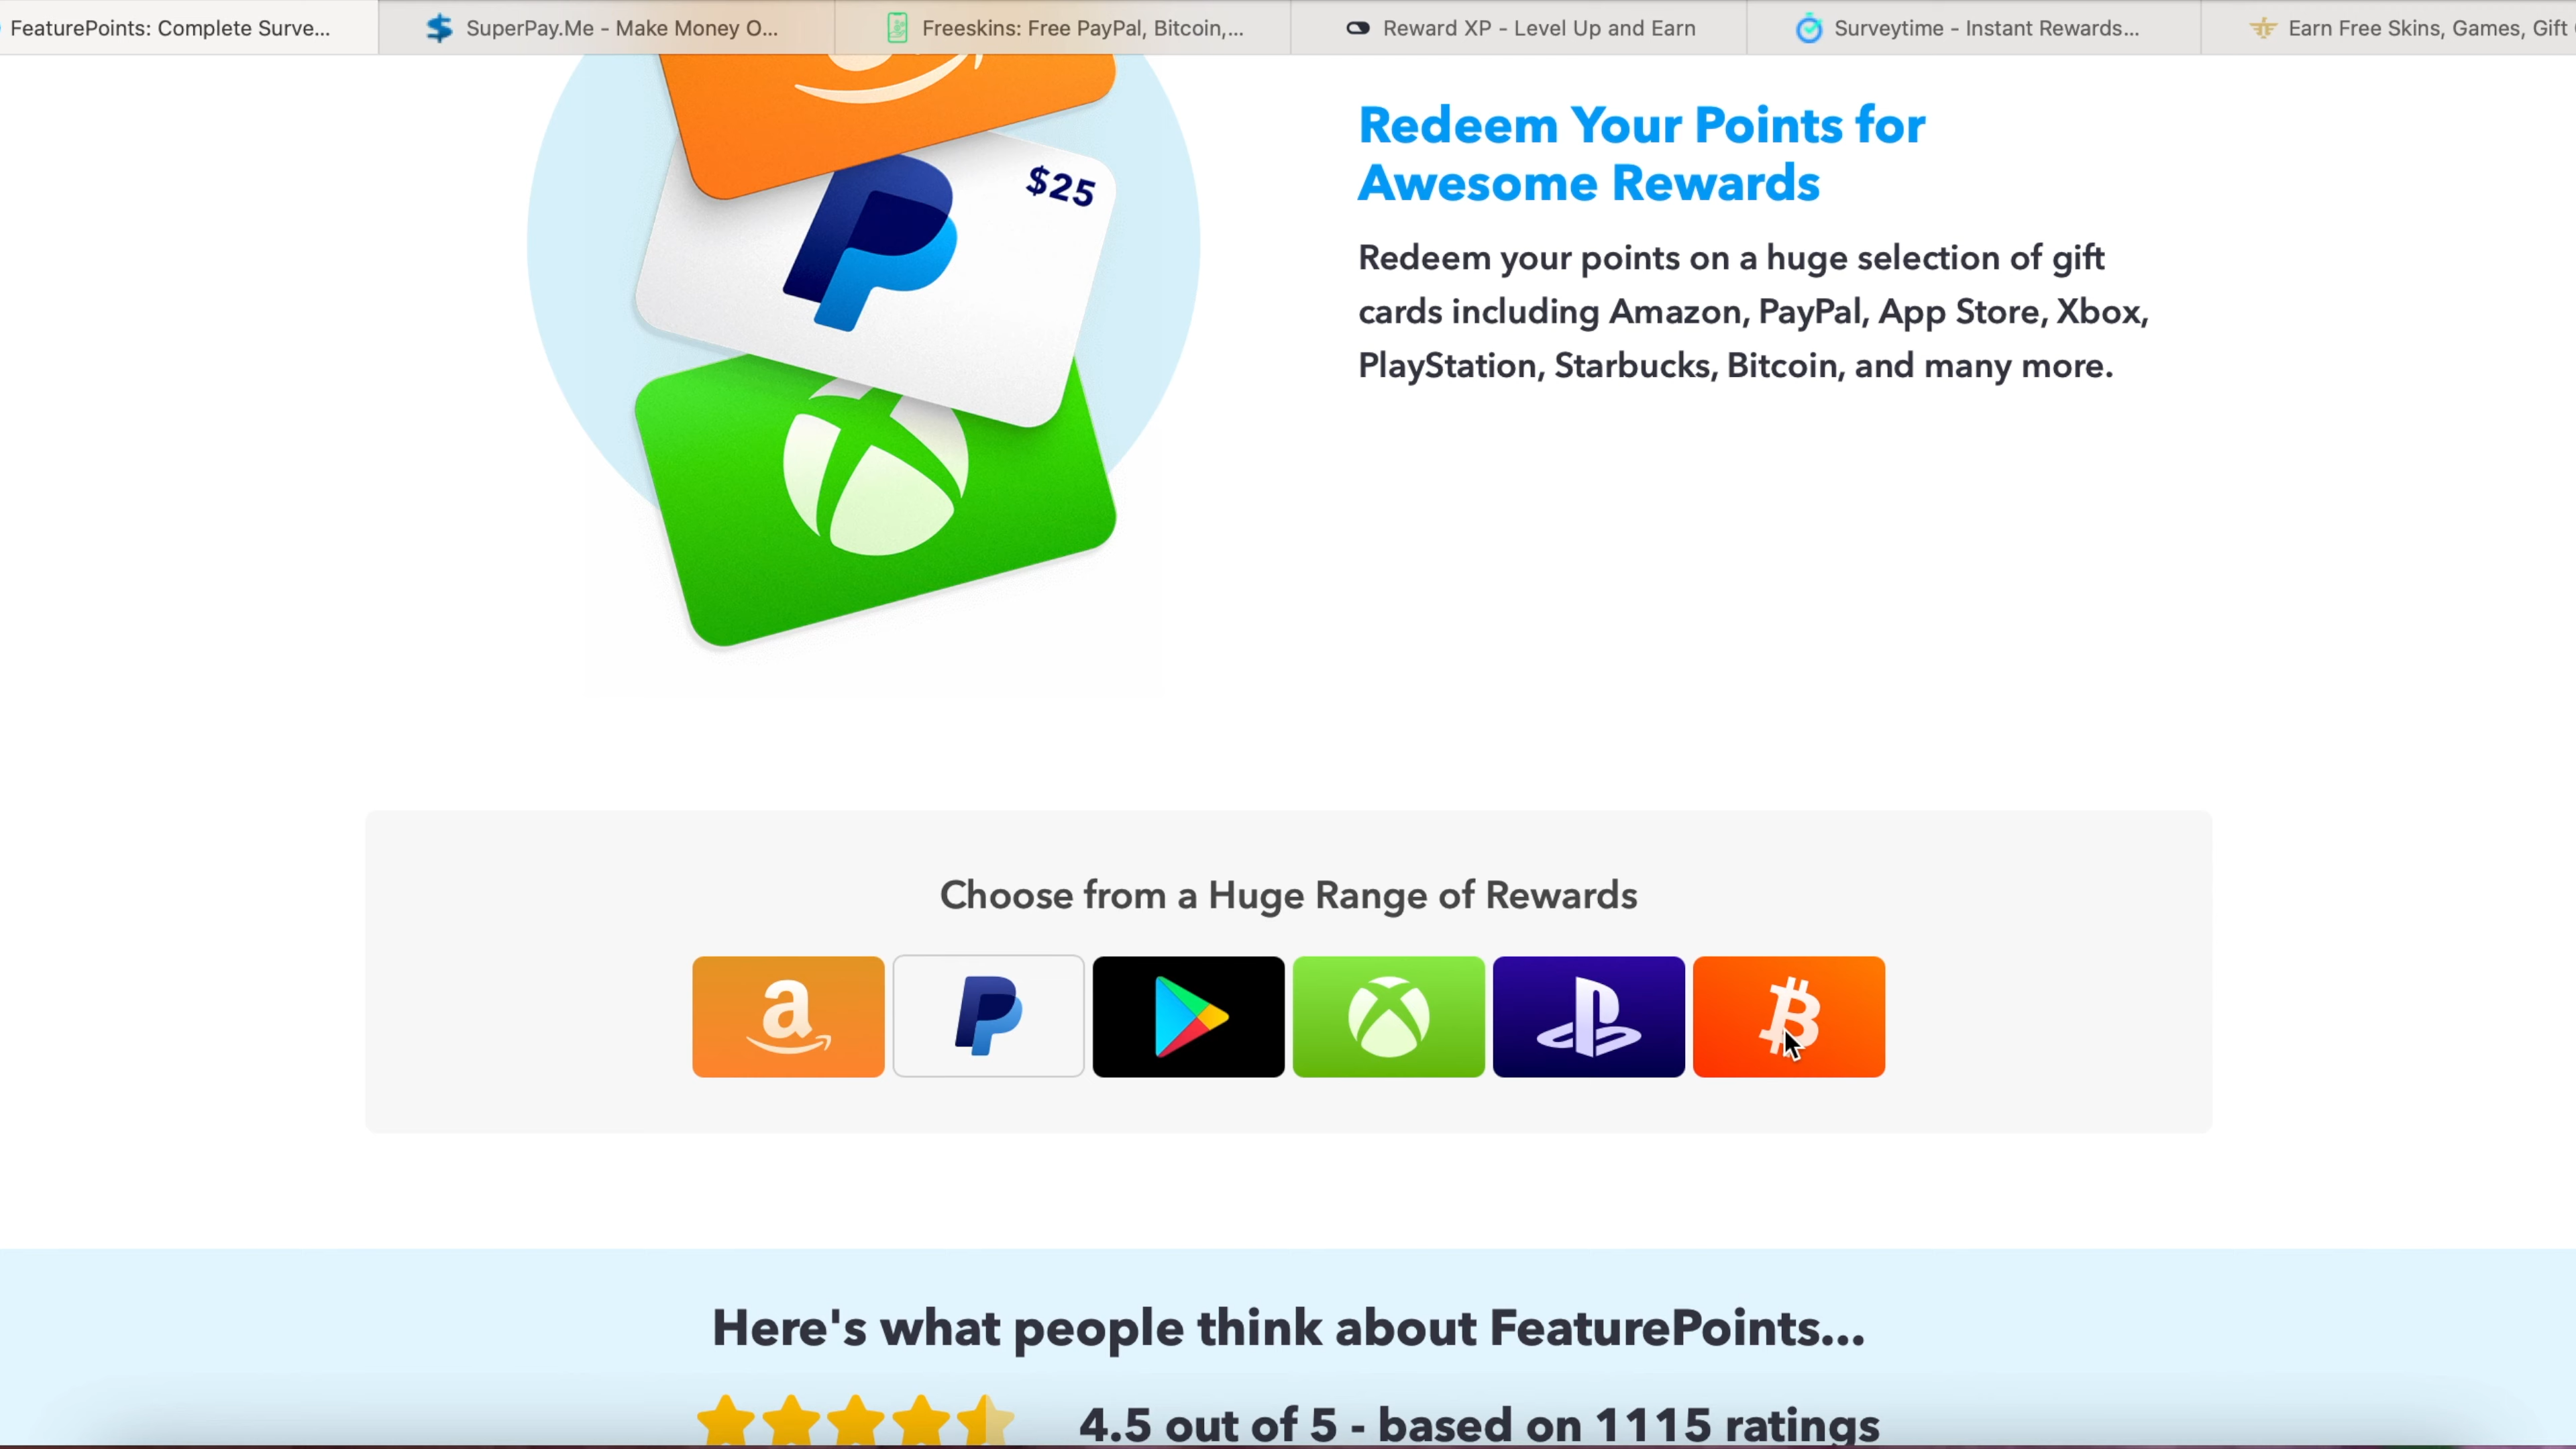 FeaturePoints: Complete Surve...
SuperPay.Me - Make Money O...
Freeskins: Free PayPal, Bitcoin,...
Reward XP - Level Up and Earn
Surveytime - Instant Rewards...
Earn Free Skins, Games, Gift
$25
Redeem Your Points for
Awesome Rewards
Redeem your points on a huge selection of gift
cards including Amazon, PayPal, App Store, Xbox,
PlayStation, Starbucks, Bitcoin, and many more.
Choose from a Huge Range of Rewards
Here's what people think about FeaturePoints...
4.5 out of 5 - based on 1115 ratings